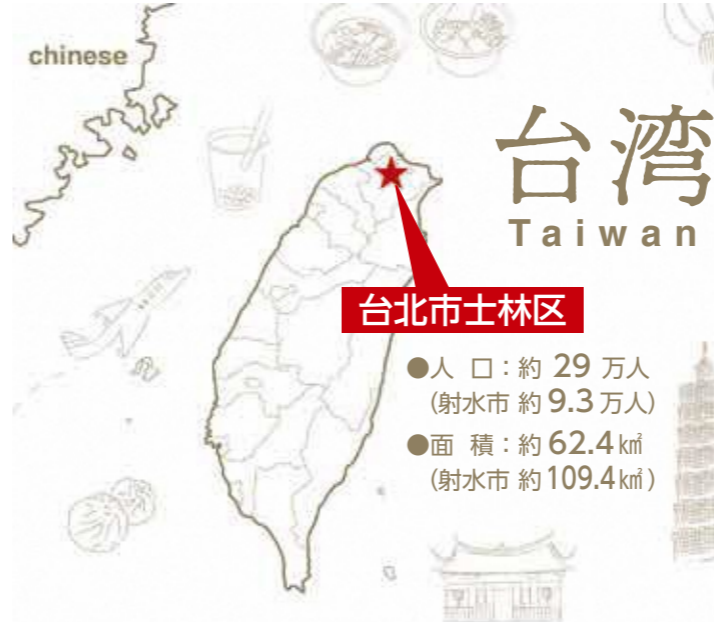 chinese
台湾
Taiwan
台北市士林区
●人 口：約 29 万人
(射水市 約 9.3 万人)
●面 積：約 62.4 ㎢
(射水市 約 109.4 ㎢)